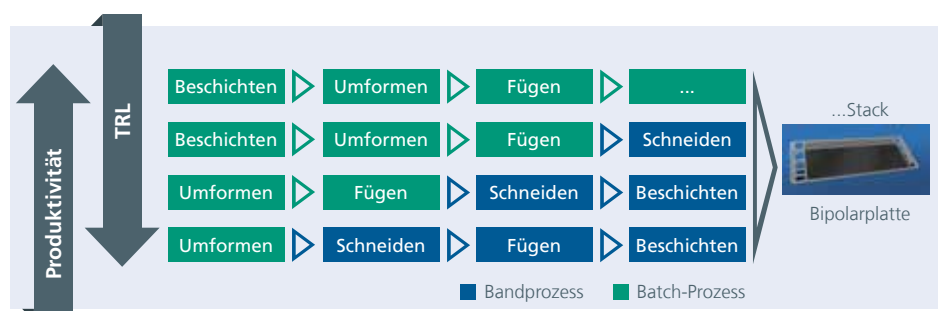 Produktivität
TRL
Beschichten Umformen Fügen ...
Beschichten Umformen Fügen Schneiden
Umformen Fügen Schneiden Beschichten
Umformen Schneiden Fügen Beschichten
...Stack
Bipolarplatte
Bandprozess Batch-Prozess